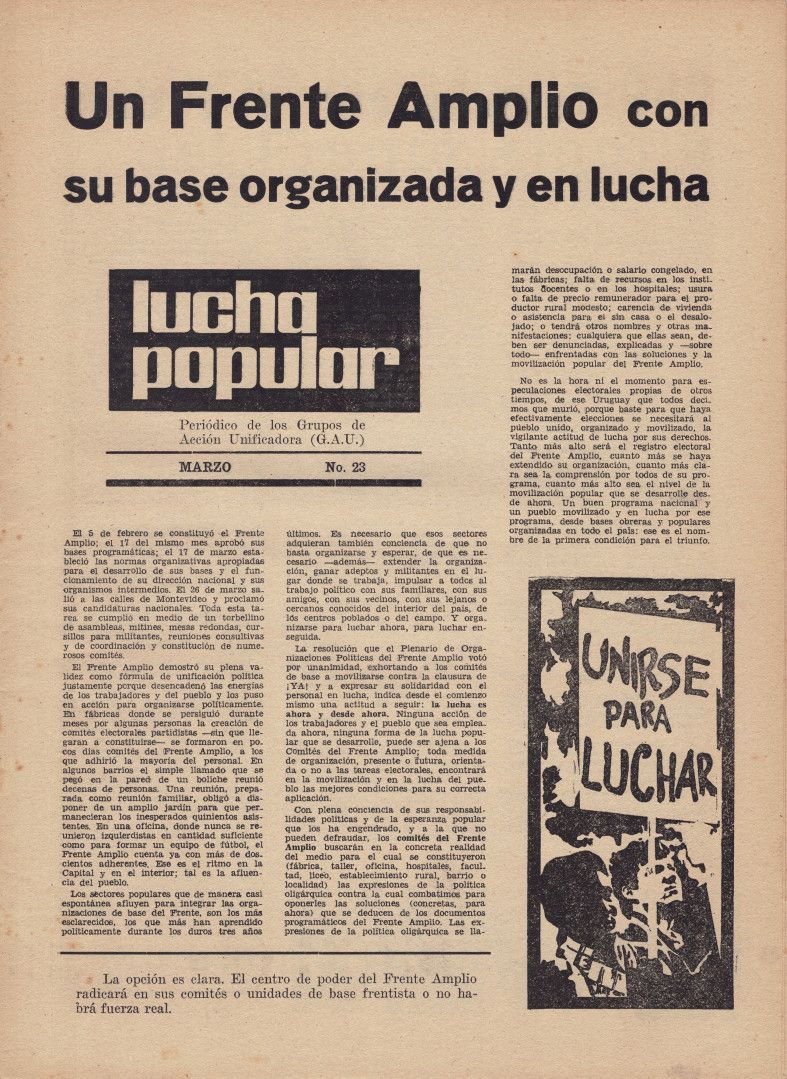 Un Frente Amplio con
su base organizada y en lucha
lucha
popular
Periódico de los Grupos de
Acción Unificadora (G.A.U.)
MARZO No. 23
El 5 de febrero se constituyó el Frente
Amplio; el 17 del mismo mes aprobó sus
bases programáticas; el 17 de marzo esta-
bleció las normas organizativas apropiadas
para el desarrollo de sus bases y el fun-
cionamiento de su dirección nacional y sus
organismos intermedios. El 26 de marzo sa-
lió a las calles de Montevideo y proclamó
sus candidaturas nacionales. Toda esta ta-
rea se cumplió en medio de un torbellino
de asambleas, mitines, mesas redondas, cur-
sillos para militantes, reuniones consultivas
y de coordinación y constitución de nume-
rosos comités.
El Frente Amplio demostró su plena va-
lidez como fórmula de unificación política
justamente porque desencadenó las energías
de los trabajadores y del pueblo y los puso
en acción para organizarse políticamente.
En fábricas donde se persiguió durante
meses por algunas personas la creación de
comités electorales partidistas —sin que lle-
garan a constituirse— se formaron en po-
cos días comités del Frente Amplio, a los
que adhirió la mayoría del personal. En
algunos barrios el simple llamado que se
pegó en la pared de un boliche reunió
decenas de personas. Una reunión, prepa-
rada como reunión familiar, obligó a dis-
poner de un amplio jardín para que per-
manecieran los inesperados quinientos asis-
tentes. En una oficina, donde nunca se re-
unieron izquierdistas en cantidad suficiente
como para formar un equipo de fútbol, el
Frente Amplio cuenta ya con más de dos-
cientos adherentes. Ese es el ritmo en la
Capital y en el interior; tal es la afluen-
cia del pueblo.
Los sectores populares que de manera casi
espontánea afluyen para integrar las orga-
nizaciones de base del Frente, son los más
esclarecidos, los que más han aprendido
políticamente durante los duros tres años
últimos. Es necesario que esos sectores
adquieran también conciencia de que no
basta organizarse y esperar, de que es ne-
cesario —además— extender la organiza-
ción, ganar adeptos y militantes en el lu-
gar donde se trabaja, impulsar a todos al
trabajo político con sus familiares, con sus
amigos, con sus vecinos, con sus lejanos o
cercanos conocidos del interior del país, de
los centros poblados o del campo. Y orga-
nizarse para luchar ahora, para luchar en-
seguida.
La resolución que el Plenario de Orga-
nizaciones Políticas del Frente Amplio votó
por unanimidad, exhortando a los comités
de base a movilizarse contra la clausura de
¡YA! y a expresar su solidaridad con el
personal en lucha, indica desde el comienzo
mismo una actitud a seguir: la lucha es
ahora y desde ahora. Ninguna acción de
los trabajadores y el pueblo que se emplea-
da ahora, ninguna forma de la lucha popu-
lar que se desarrolle, puede ser ajena a los
Comités del Frente Amplio; toda medida
de organización, presente o futura, orienta-
da o no a las tareas electorales, encontrará
en la movilización y en la lucha del pue-
blo las mejores condiciones para su correcta
aplicación.
Con plena conciencia de sus responsabi-
lidades políticas y de la esperanza popular
que los ha engendrado, y a la que no
pueden defraudar, los comités del Frente
Amplio buscarán en la concreta realidad
del medio para el cual se constituyeron
(fábrica, taller, oficina, hospitales, facul-
tad, liceo, establecimiento rural, barrio o
localidad) las expresiones de la política
oligárquica contra la cual combatimos para
oponerles las soluciones (concretas, para
ahora) que se deducen de los documentos
programáticos del Frente Amplio. Las ex-
presiones de la política oligárquica se lla-
marán desocupación o salario congelado, en
las fábricas; falta de recursos en los insti-
tutos docentes o en los hospitales; usura
o falta de precio remunerador para el pro-
ductor rural modesto; carencia de vivienda
o asistencia para el sin casa o el desalo-
jado; o tendrá otros nombres y otras ma-
nifestaciones: cualquiera que ellas sean, de-
ben ser denunciadas, explicadas y —sobre
todo— enfrentadas con las soluciones y la
movilización popular del Frente Amplio.
No es la hora ni el momento para es-
peculaciones electorales propias de otros
tiempos, de ese Uruguay que todos deci-
mos que murió, porque baste para que haya
efectivamente elecciones se necesitará al
pueblo unido, organizado y movilizado, la
vigilante actitud de lucha por sus derechos.
Tanto más alto será el registro electoral
del Frente Amplio, cuanto más se haya
extendido su organización, cuanto más cla-
ra sea la comprensión por todos de su pro-
grama, cuanto más alto sea el nivel de la
movilización popular que se desarrolle des-
de ahora. Un buen programa nacional y
un pueblo movilizado y en lucha por ese
programa, desde bases obreras y populares
organizadas en todo el país: ese es el nom-
bre de la primera condición para el triunfo.
UNIRSE
PARA
LUCHAR
La opción es clara. El centro de poder del Frente Amplio
radicará en sus comités o unidades de base frentista o no ha-
brá fuerza real.